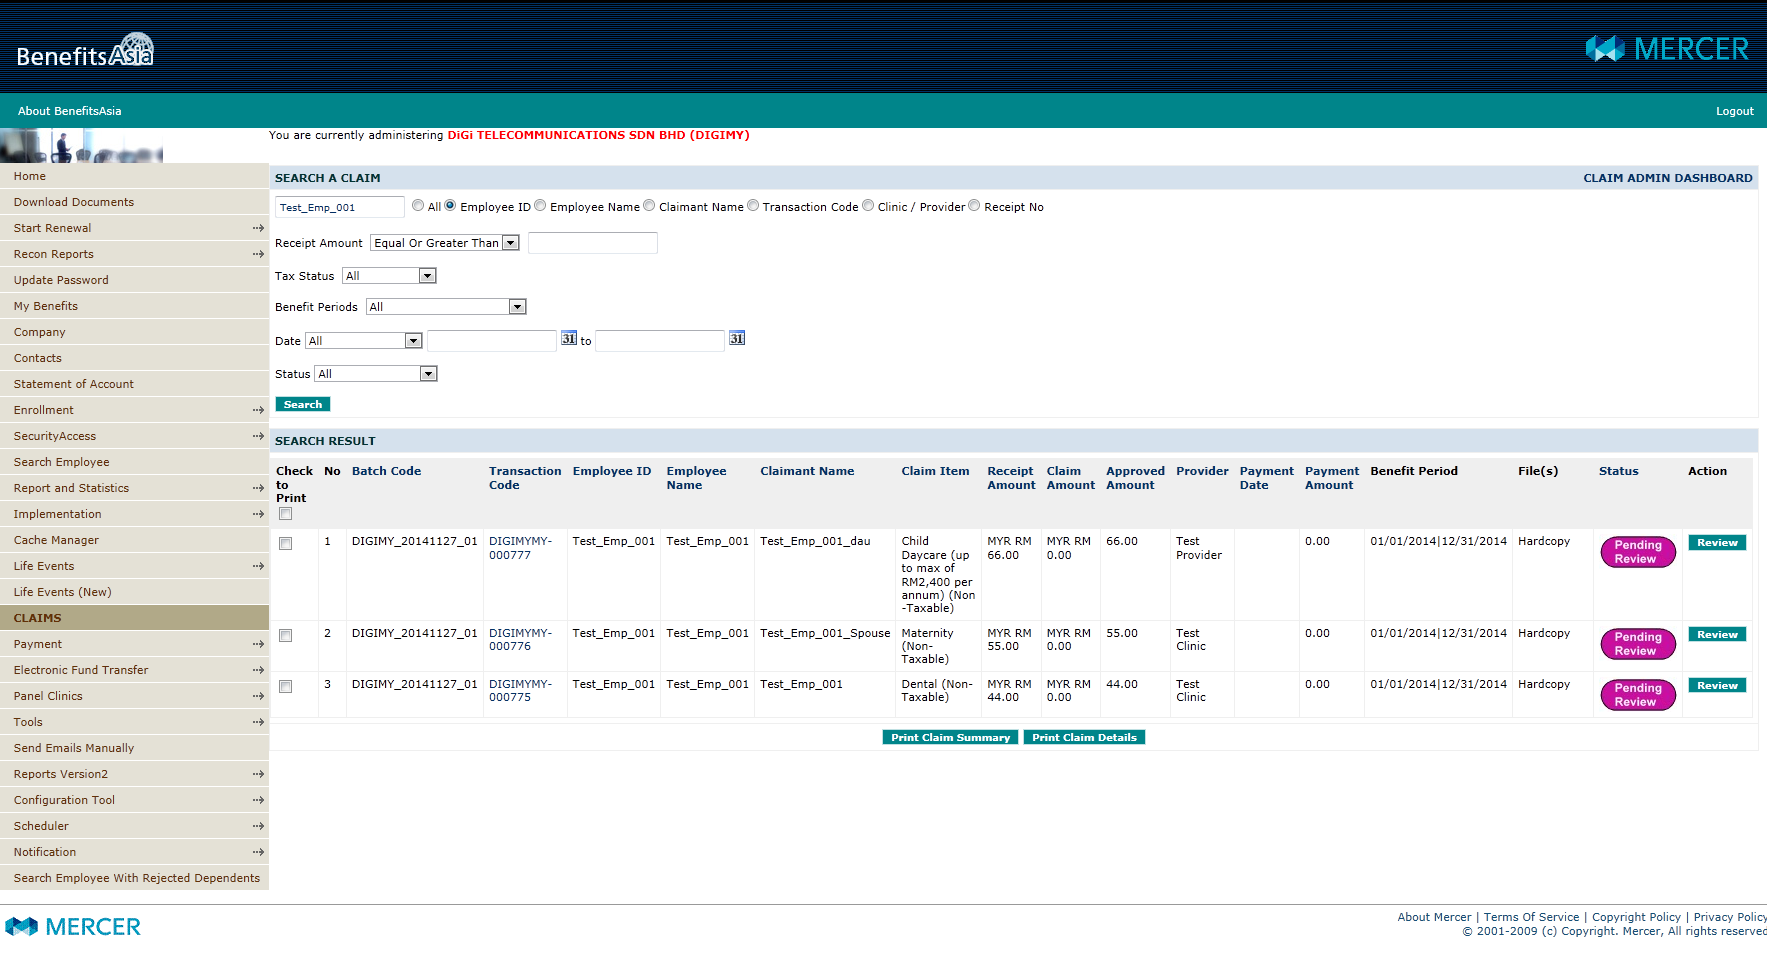 BenefitsAsia
MERCER
About BenefitsAsia
Logout
You are currently administering DiGi TELECOMMUNICATIONS SDN BHD (DIGIMY)
Home
Download Documents
Start Renewal
Recon Reports
Update Password
My Benefits
Company
Contacts
Statement of Account
Enrollment
SecurityAccess
Search Employee
Report and Statistics
Implementation
Cache Manager
Life Events
Life Events (New)
CLAIMS
Payment
Electronic Fund Transfer
Panel Clinics
Tools
Send Emails Manually
Reports Version2
Configuration Tool
Scheduler
Notification
Search Employee With Rejected Dependents
SEARCH A CLAIM
CLAIM ADMIN DASHBOARD
Test_Emp_001 All Employee ID Employee Name Claimant Name Transaction Code Clinic / Provider Receipt No
Receipt Amount Equal Or Greater Than
Tax Status All
Benefit Periods All
Date All 31 to 31
Status All
Search
SEARCH RESULT
Check No Batch Code Transaction Employee ID Employee Claimant Name Claim Item Receipt Claim Approved Provider Payment Payment Benefit Period File(s) Status Action
to Code Name Amount Amount Amount Date Amount
Print
1 DIGIMY_20141127_01 DIGIMYMY- Test_Emp_001 Test_Emp_001 Test_Emp_001_dau Child MYR RM MYR RM 66.00 Test 0.00 01/01/2014|12/31/2014 Hardcopy Pending Review
000777 Daycare (up 66.00 0.00 Provider Review
to max of
RM2,400 per
annum) (Non
-Taxable)
2 DIGIMY_20141127_01 DIGIMYMY- Test_Emp_001 Test_Emp_001 Test_Emp_001_Spouse Maternity MYR RM MYR RM 55.00 Test 0.00 01/01/2014|12/31/2014 Hardcopy Pending Review
000776 (Non- 55.00 0.00 Clinic Review
Taxable)
3 DIGIMY_20141127_01 DIGIMYMY- Test_Emp_001 Test_Emp_001 Test_Emp_001 Dental (Non- MYR RM MYR RM 44.00 Test 0.00 01/01/2014|12/31/2014 Hardcopy Pending Review
000775 Taxable) 44.00 0.00 Clinic Review
Print Claim Summary Print Claim Details
MERCER
About Mercer | Terms Of Service | Copyright Policy | Privacy Policy
© 2001-2009 (c) Copyright. Mercer, All rights reserved